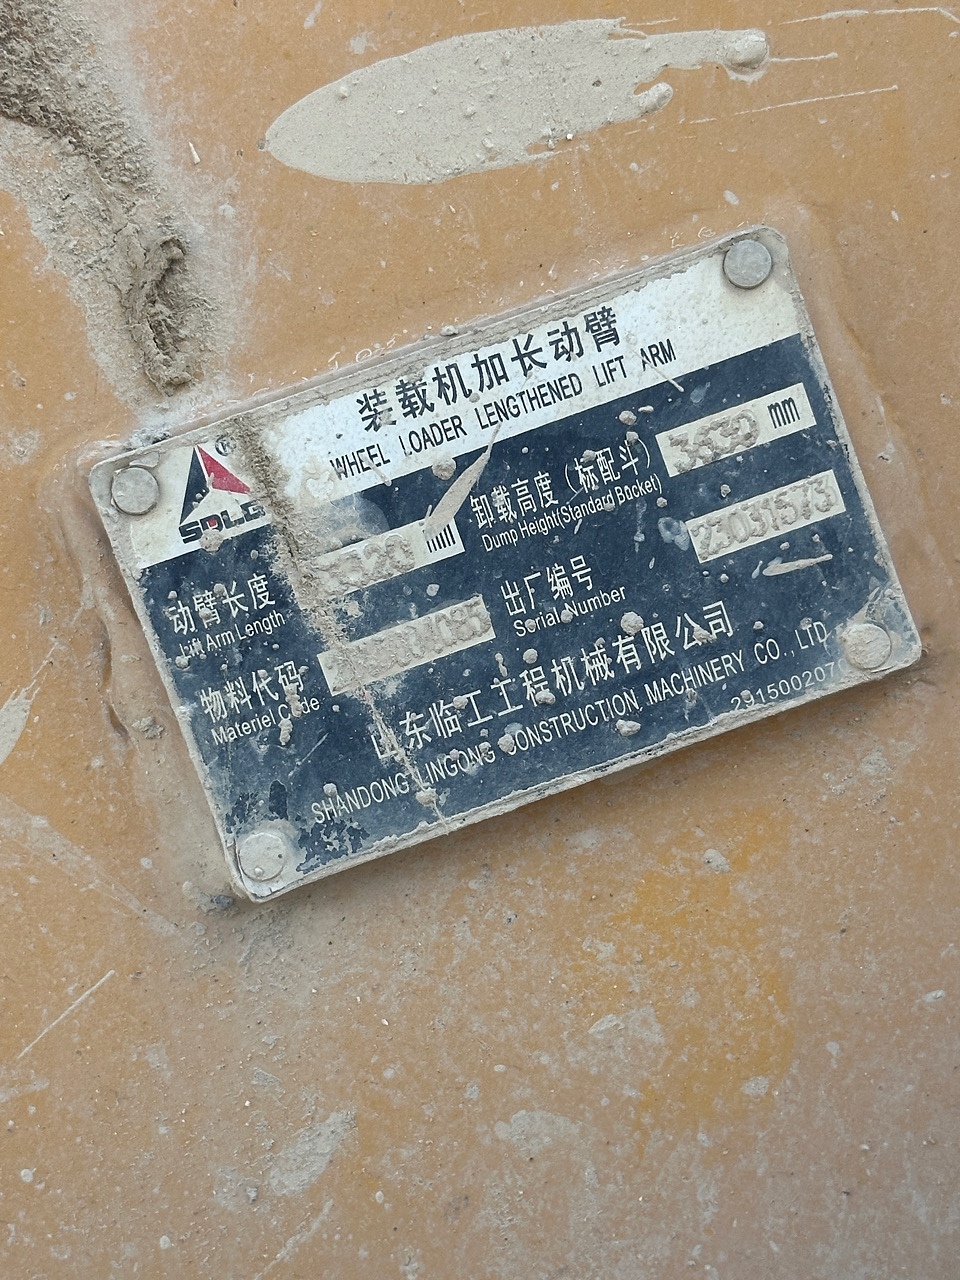 装载机加长动臂
WHEEL LOADER LENGTHENED LIFT ARM
SDLG ®
动臂长度 mm
Lift Arm Length
卸载高度(标配斗) mm
Dump Height(Standard Bucket)
物料代码
Materiel Code
出厂编号 23031573
Serial Number
山东临工工程机械有限公司
SHANDONG LINGONG CONSTRUCTION MACHINERY CO., LTD.
291500207